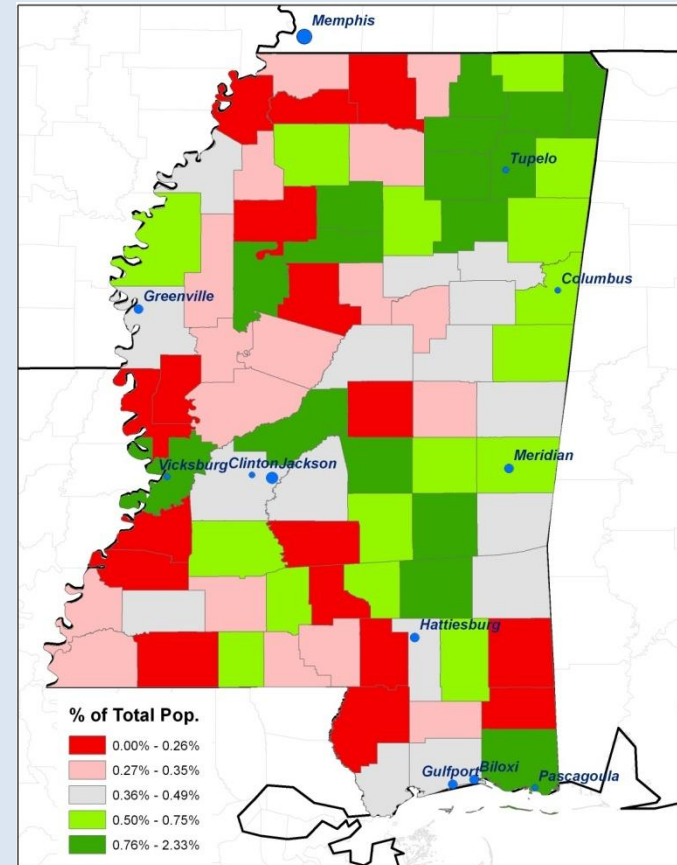 Memphis
Tupelo
Columbus
Greenville
Vicksburg
Clinton
Jackson
Meridian
Hattiesburg
% of Total Pop.
0.00% - 0.26%
0.27% - 0.35%
0.36% - 0.49%
0.50% - 0.75%
0.76% - 2.33%
Gulfport
Biloxi
Pascagoula